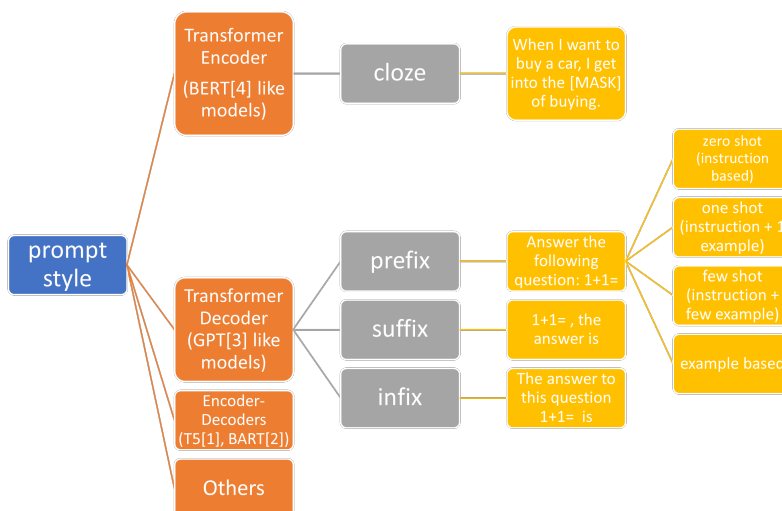 Transformer
Encoder
(BERT[4] like
models)
cloze
When I want to
buy a car, I get
into the [MASK]
of buying.
prompt
style
Transformer
Decoder
(GPT[3] like
models)
prefix
Answer the
following
question: 1+1=
zero shot
(instruction
based)
one shot
(instruction + 1
example)
few shot
(instruction +
few example)
example based
suffix
1+1= , the
answer is
infix
The answer to
this question
1+1=  is
Encoder-
Decoders
(T5[1], BART[2])
Others